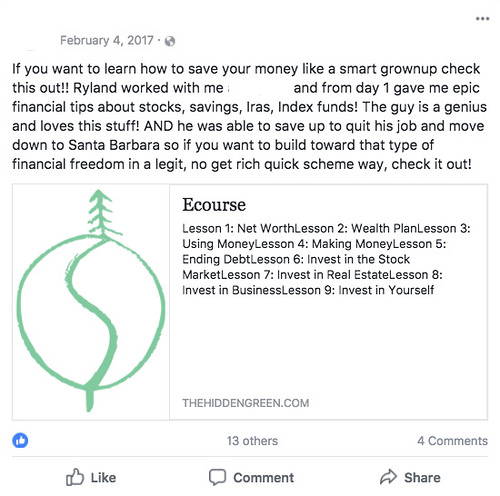 February 4, 2017 ·
If you want to learn how to save your money like a smart grownup check
this out!! Ryland worked with me and from day 1 gave me epic
financial tips about stocks, savings, Iras, Index funds! The guy is a genius
and loves this stuff! AND he was able to save up to quit his job and move
down to Santa Barbara so if you want to build toward that type of
financial freedom in a legit, no get rich quick scheme way, check it out!
Ecourse
Lesson 1: Net WorthLesson 2: Wealth PlanLesson 3:
Using MoneyLesson 4: Making MoneyLesson 5:
Ending DebtLesson 6: Invest in the Stock
MarketLesson 7: Invest in Real EstateLesson 8:
Invest in BusinessLesson 9: Invest in Yourself
THEHIDDENGREEN.COM
13 others
4 Comments
Like
Comment
Share